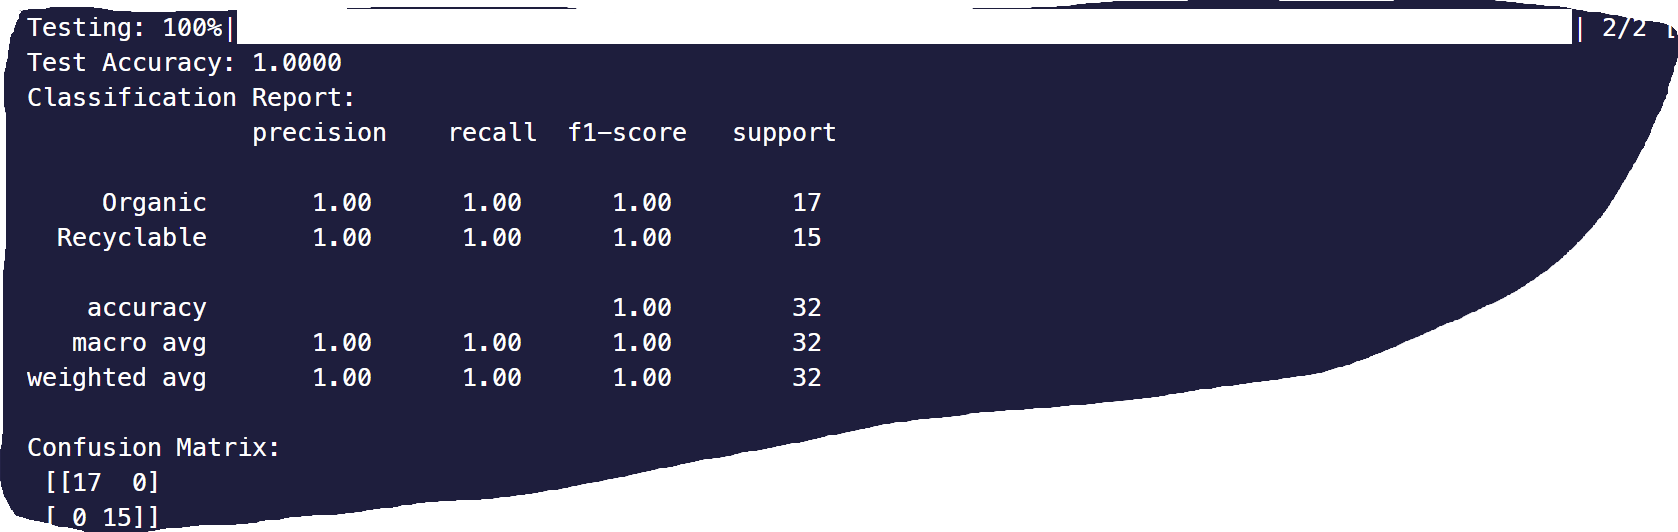 Testing: 100%| | 2/2 [
Test Accuracy: 1.0000
Classification Report:
              precision    recall  f1-score   support

     Organic       1.00      1.00      1.00        17
  Recyclable       1.00      1.00      1.00        15

    accuracy                           1.00        32
   macro avg       1.00      1.00      1.00        32
weighted avg       1.00      1.00      1.00        32

Confusion Matrix:
 [[17  0]
 [ 0 15]]